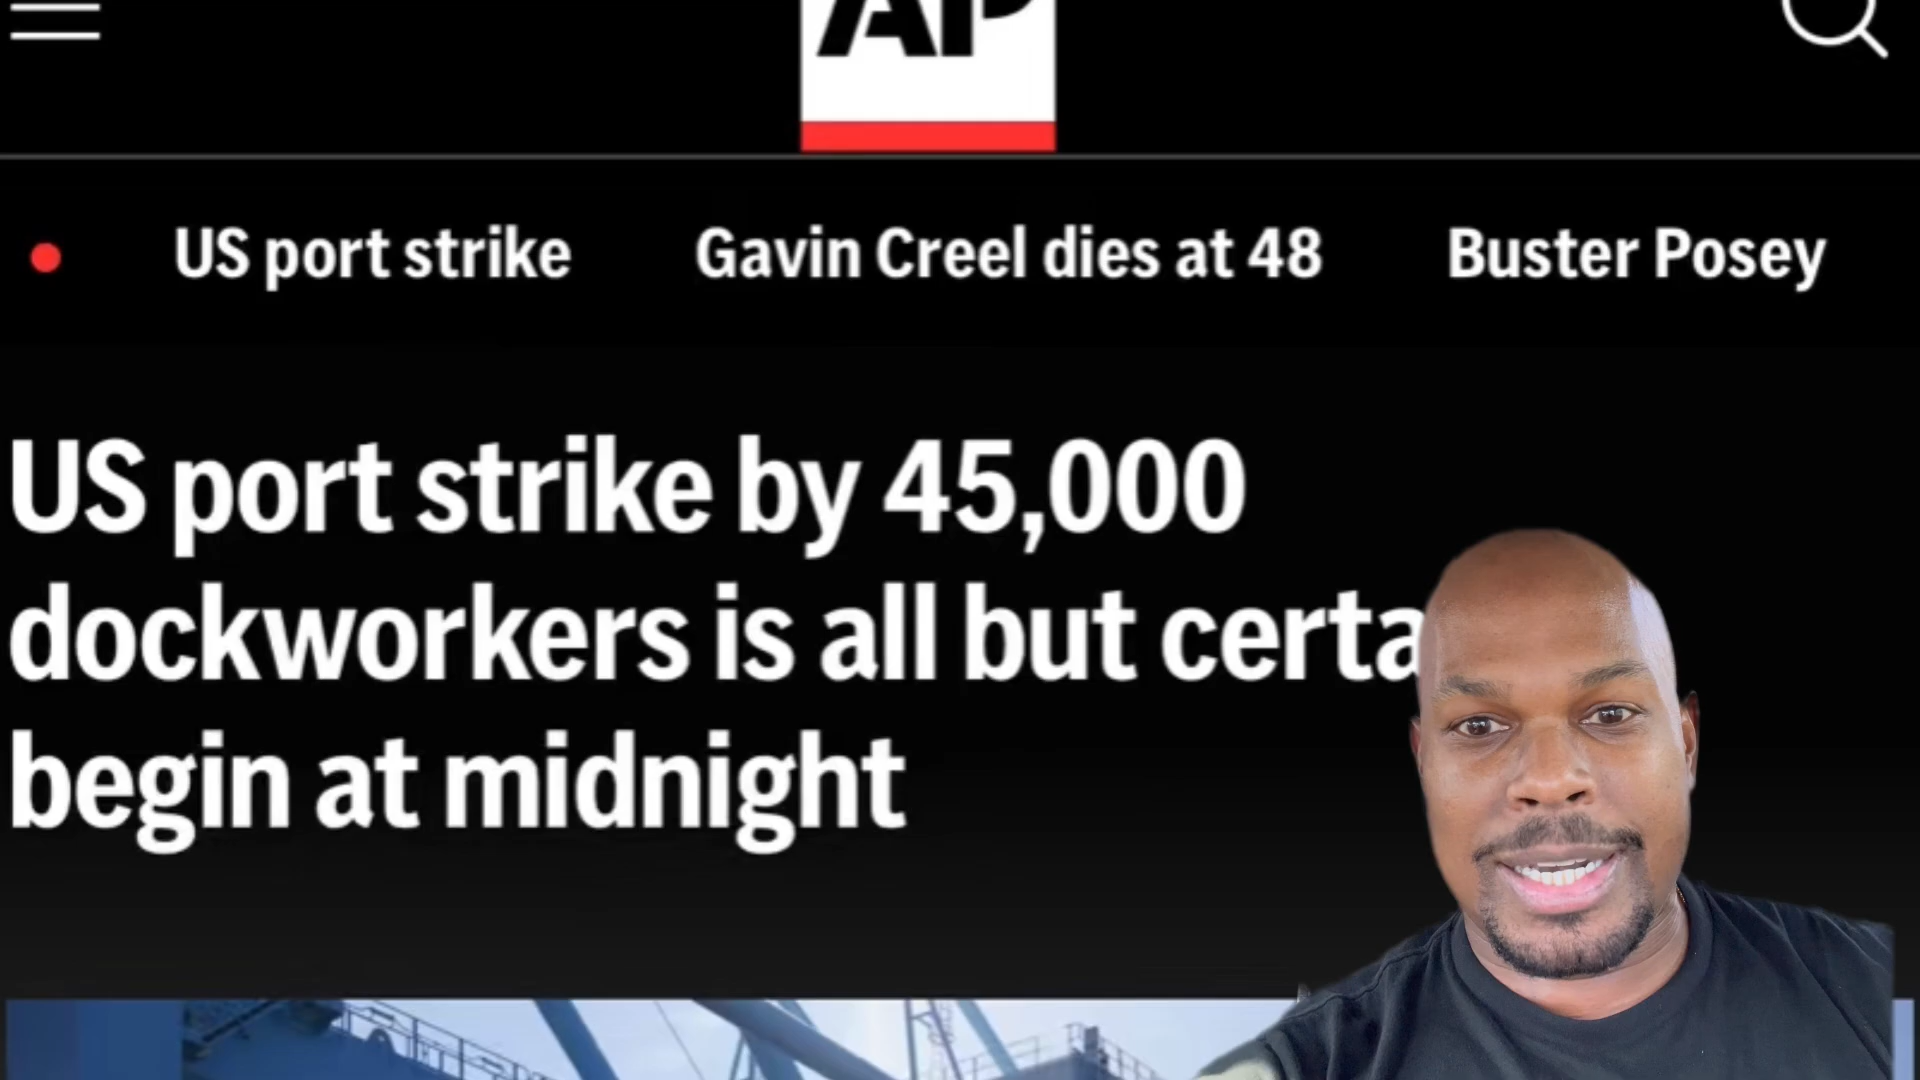 AP
US port strike Gavin Creel dies at 48 Buster Posey
US port strike by 45,000
dockworkers is all but
begin at midnight